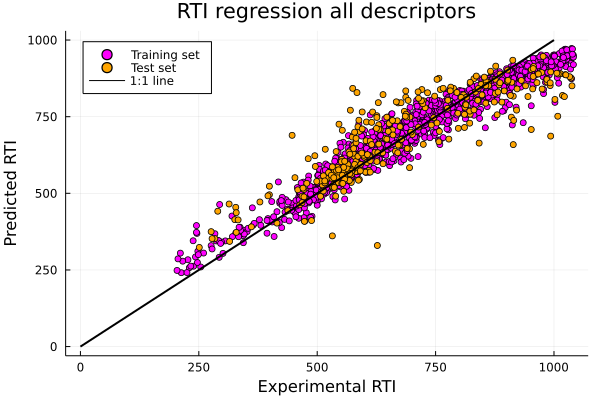 RTI regression all descriptors
Training set
Test set
1:1 line
1000
750
500
250
0
Predicted RTI
0 250 500 750 1000
Experimental RTI